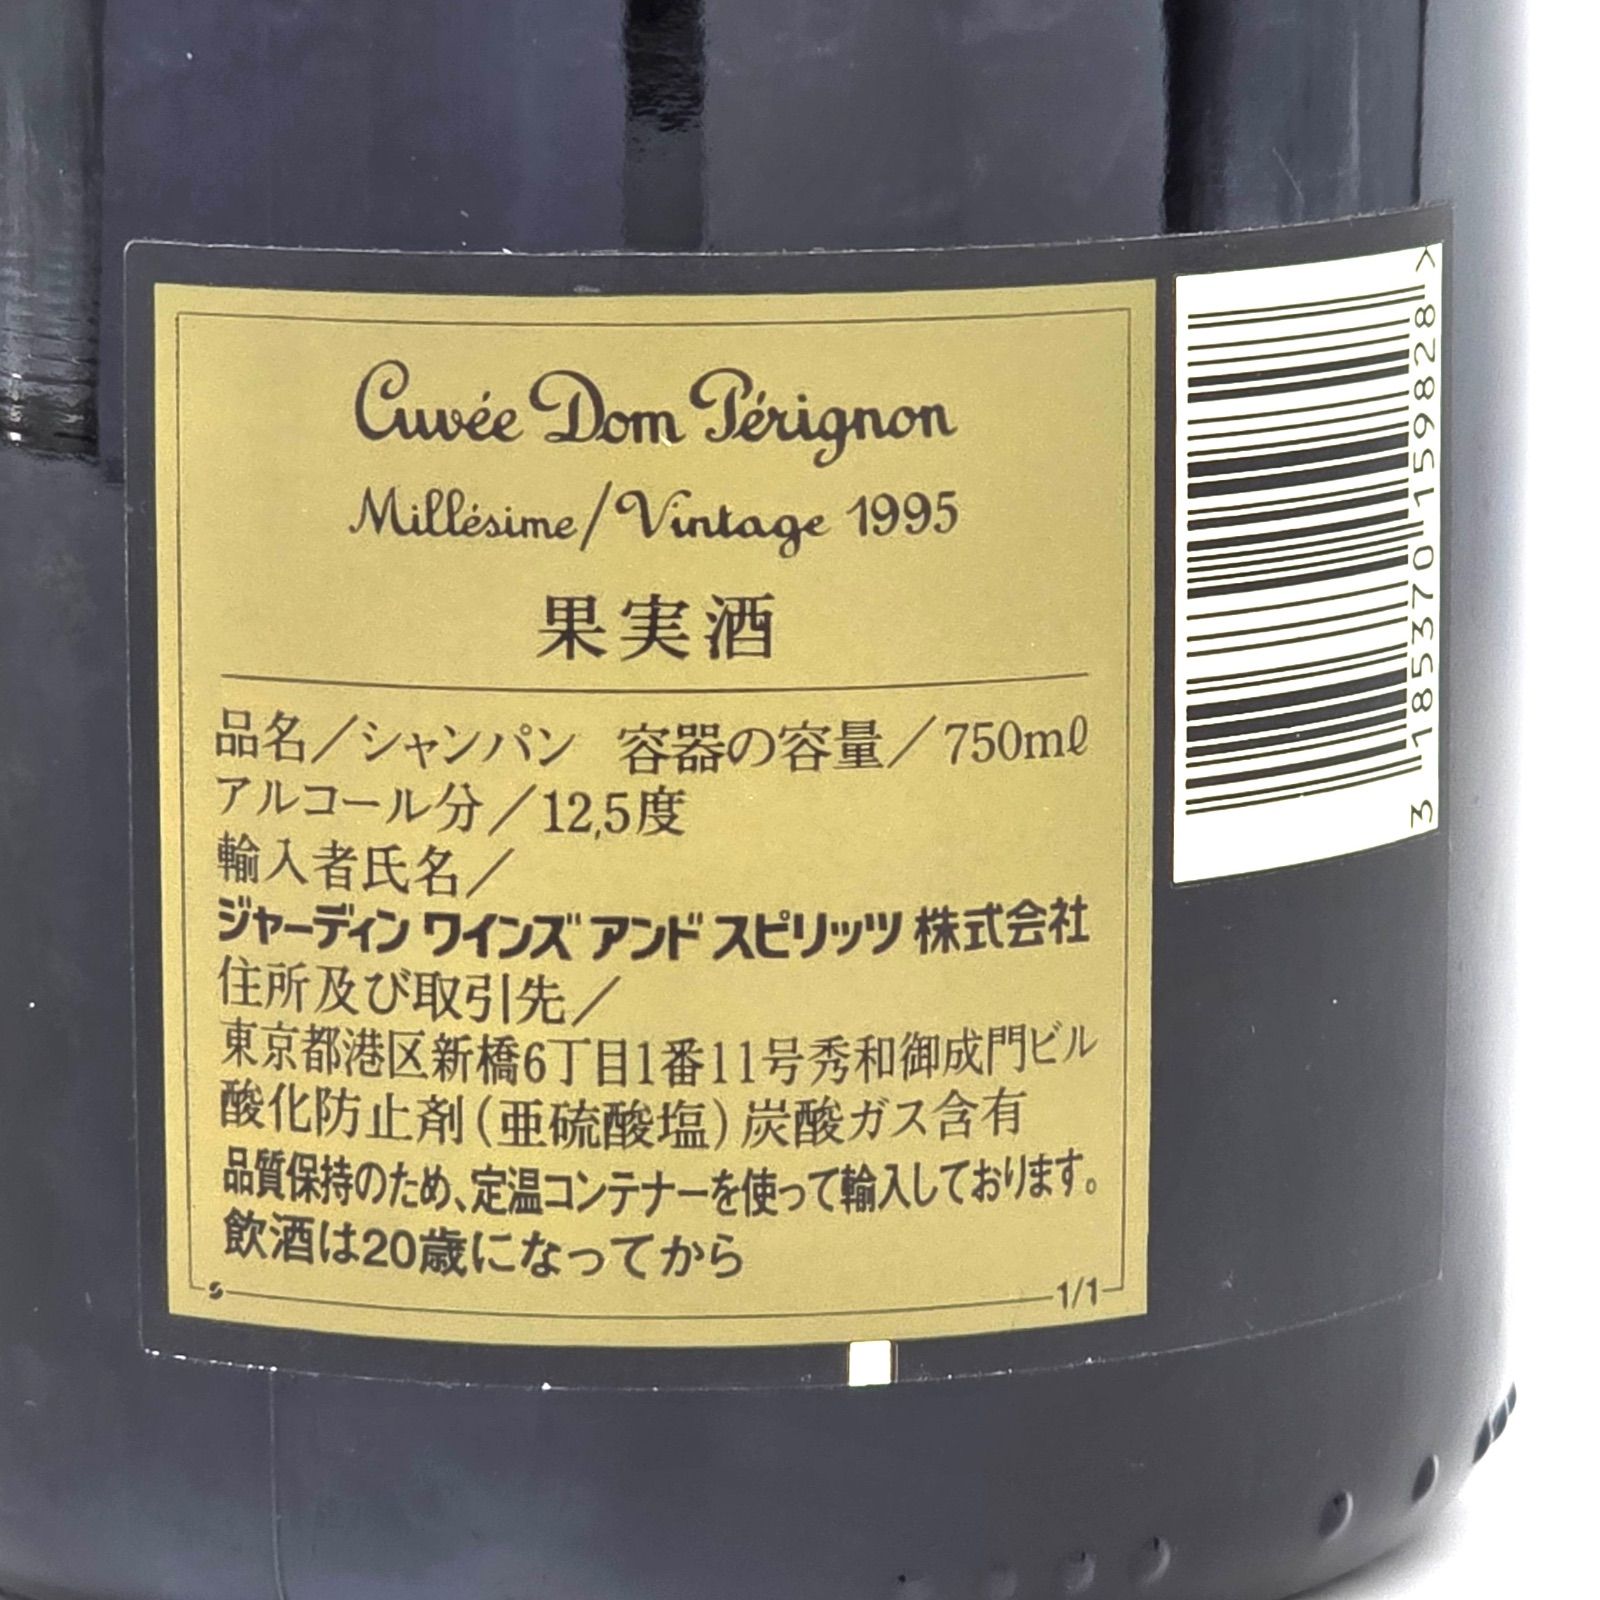 Cuvée Dom Pérignon
Millésime/Vintage 1995
果実酒
品名／シャンパン 容器の容量／750mℓ
アルコール分／12,5度
輸入者氏名／
ジャーディン ワインズ アンド スピリッツ 株式会社
住所及び取引先／
東京都港区新橋6丁目1番11号秀和御成門ビル
酸化防止剤(亜硫酸塩)炭酸ガス含有
品質保持のため、定温コンテナーを使って輸入しております。
飲酒は20歳になってから
1/1
3 185370 159828 >